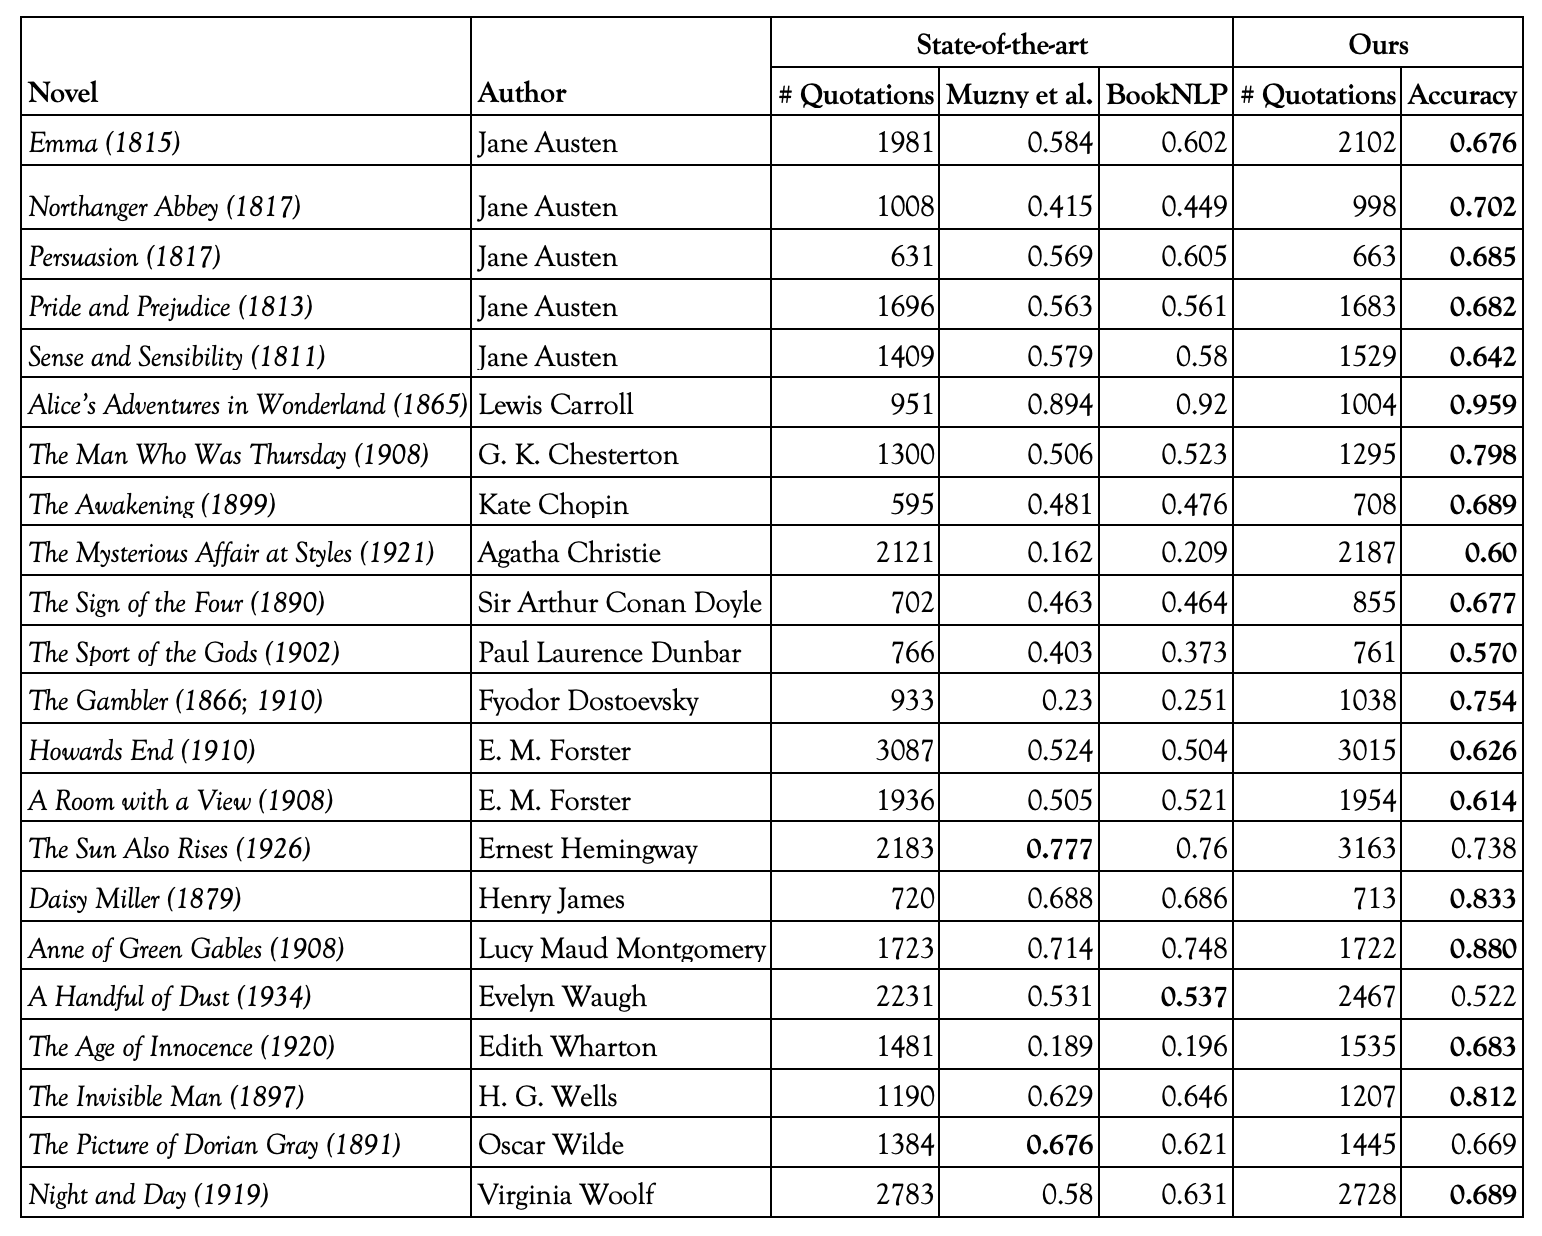 State-of-the-art Ours
Novel Author # Quotations Muzny et al. BookNLP # Quotations Accuracy
Emma (1815) Jane Austen 1981 0.584 0.602 2102 0.676
Northanger Abbey (1817) Jane Austen 1008 0.415 0.449 998 0.702
Persuasion (1817) Jane Austen 631 0.569 0.605 663 0.685
Pride and Prejudice (1813) Jane Austen 1696 0.563 0.561 1683 0.682
Sense and Sensibility (1811) Jane Austen 1409 0.579 0.58 1529 0.642
Alice's Adventures in Wonderland (1865) Lewis Carroll 951 0.894 0.92 1004 0.959
The Man Who Was Thursday (1908) G. K. Chesterton 1300 0.506 0.523 1295 0.798
The Awakening (1899) Kate Chopin 595 0.481 0.476 708 0.689
The Mysterious Affair at Styles (1921) Agatha Christie 2121 0.162 0.209 2187 0.60
The Sign of the Four (1890) Sir Arthur Conan Doyle 702 0.463 0.464 855 0.677
The Sport of the Gods (1902) Paul Laurence Dunbar 766 0.403 0.373 761 0.570
The Gambler (1866; 1910) Fyodor Dostoevsky 933 0.23 0.251 1038 0.754
Howards End (1910) E. M. Forster 3087 0.524 0.504 3015 0.626
A Room with a View (1908) E. M. Forster 1936 0.505 0.521 1954 0.614
The Sun Also Rises (1926) Ernest Hemingway 2183 0.777 0.76 3163 0.738
Daisy Miller (1879) Henry James 720 0.688 0.686 713 0.833
Anne of Green Gables (1908) Lucy Maud Montgomery 1723 0.714 0.748 1722 0.880
A Handful of Dust (1934) Evelyn Waugh 2231 0.531 0.537 2467 0.522
The Age of Innocence (1920) Edith Wharton 1481 0.189 0.196 1535 0.683
The Invisible Man (1897) H. G. Wells 1190 0.629 0.646 1207 0.812
The Picture of Dorian Gray (1891) Oscar Wilde 1384 0.676 0.621 1445 0.669
Night and Day (1919) Virginia Woolf 2783 0.58 0.631 2728 0.689